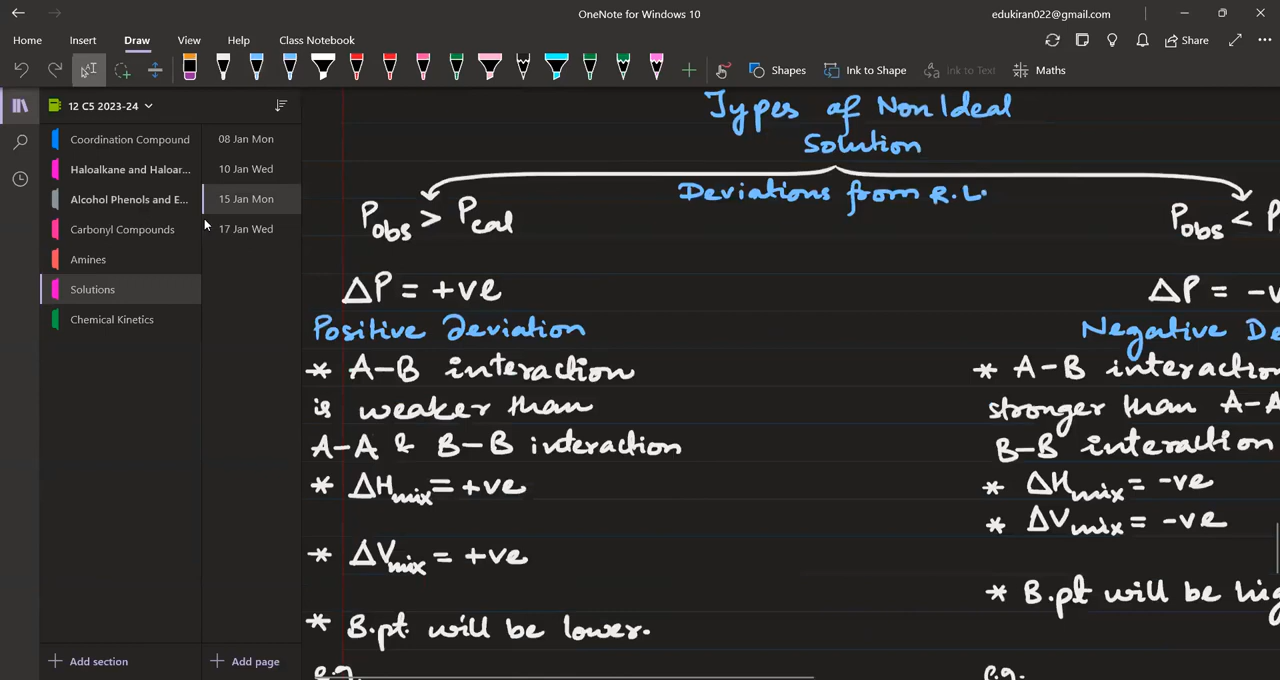 OneNote for Windows 10
edukiran022@gmail.com
Home Insert Draw View Help Class Notebook
Share
Shapes Ink to Shape Ink to Text Maths
12 C5 2023-24
Coordination Compound
Haloalkane and Haloar...
Alcohol Phenols and E...
Carbonyl Compounds
Amines
Solutions
Chemical Kinetics
08 Jan Mon
10 Jan Wed
15 Jan Mon
17 Jan Wed
Add section
Add page
Types of Non Ideal
Solution
Deviations from R.L.
Pobs > Pcal
ΔP = +ve
Positive Deviation
* A-B interaction
is weaker than
A-A & B-B interaction
* ΔHmix = +ve
* ΔVmix = +ve
* B.pt. will be lower.
e.g.
Pobs < P
ΔP = -v
Negative De
* A-B interaction
stronger than A-A
B-B interaction
* ΔHmix = -ve
* ΔVmix = -ve
* B.pt will be hig
e.g.